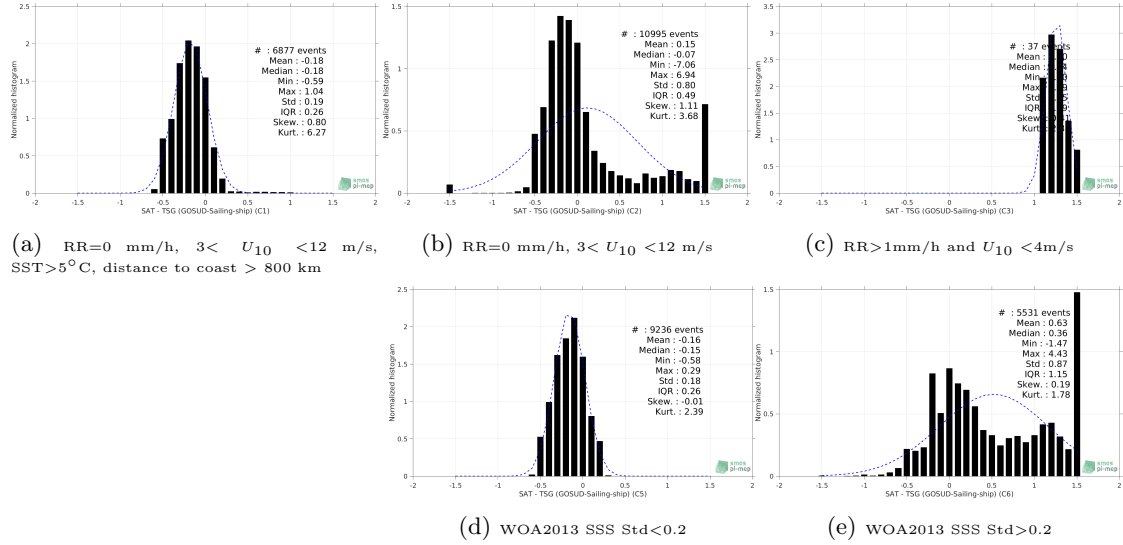 2.5
2
1.5
1
0.5
0
Normalized histogram
-2 -1.5 -1 -0.5 0 0.5 1 1.5 2
SAT - TSG (GOSUD-Sailing-ship) (C1)
# : 6877 events
Mean : -0.18
Median : -0.18
Min : -0.59
Max : 1.04
Std : 0.19
IQR : 0.26
Skew. : 0.80
Kurt. : 6.27
smos
pi-mep
(a) RR=0 mm/h, 3< U10 <12 m/s,
SST>5°C, distance to coast > 800 km
1.5
1
0.5
0
Normalized histogram
-2 -1.5 -1 -0.5 0 0.5 1 1.5 2
SAT - TSG (GOSUD-Sailing-ship) (C2)
# : 10995 events
Mean : 0.15
Median : -0.07
Min : -7.06
Max : 6.94
Std : 0.80
IQR : 0.49
Skew. : 1.11
Kurt. : 3.68
smos
pi-mep
(b) RR=0 mm/h, 3< U10 <12 m/s
3.5
3
2.5
2
1.5
1
0.5
0
Normalized histogram
-2 -1.5 -1 -0.5 0 0.5 1 1.5 2
SAT - TSG (GOSUD-Sailing-ship) (C3)
# : 37 events
Mean
Median
Min
Max
Std
IQR
Skew.
Kurt.
smos
pi-mep
(c) RR>1mm/h and U10 <4m/s
2.5
2
1.5
1
0.5
0
Normalized histogram
-2 -1.5 -1 -0.5 0 0.5 1 1.5 2
SAT - TSG (GOSUD-Sailing-ship) (C5)
# : 9236 events
Mean : -0.16
Median : -0.15
Min : -0.58
Max : 0.29
Std : 0.18
IQR : 0.26
Skew. : -0.01
Kurt. : 2.39
smos
pi-mep
(d) WOA2013 SSS Std<0.2
1.5
1
0.5
0
Normalized histogram
-2 -1.5 -1 -0.5 0 0.5 1 1.5 2
SAT - TSG (GOSUD-Sailing-ship) (C6)
# : 5531 events
Mean : 0.63
Median : 0.36
Min : -1.47
Max : 4.43
Std : 0.87
IQR : 1.15
Skew. : 0.19
Kurt. : 1.78
smos
pi-mep
(e) WOA2013 SSS Std>0.2